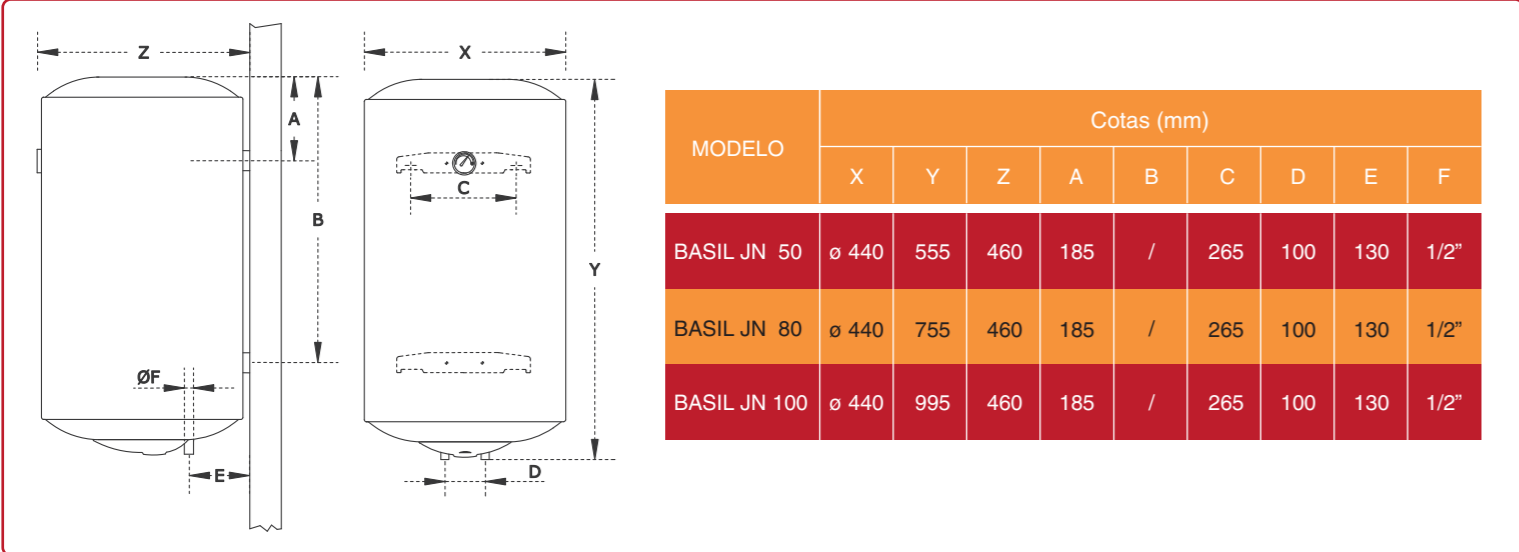 Z
X
A
C
B
Y
ØF
E
D
MODELO
Cotas (mm)
X Y Z A B C D E F
BASIL JN 50 ø 440 555 460 185 / 265 100 130 1/2”
BASIL JN 80 ø 440 755 460 185 / 265 100 130 1/2”
BASIL JN 100 ø 440 995 460 185 / 265 100 130 1/2”